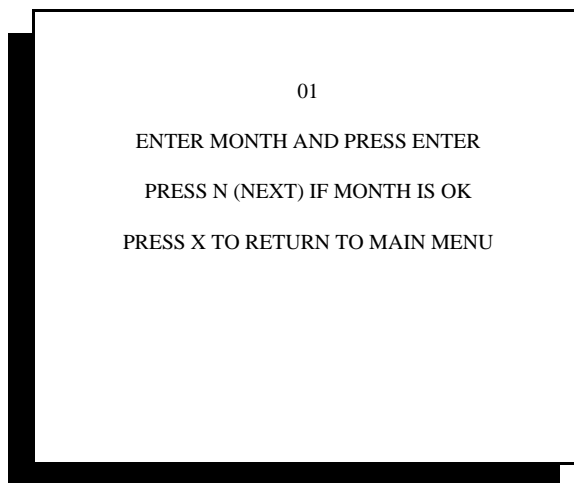 01
ENTER MONTH AND PRESS ENTER
PRESS N (NEXT) IF MONTH IS OK
PRESS X TO RETURN TO MAIN MENU